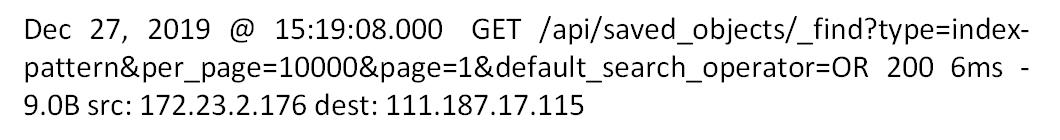 Dec 27, 2019 @ 15:19:08.000 GET /api/saved_objects/_find?type=index-
pattern&per_page=10000&page=1&default_search_operator=OR 200 6ms -
9.0B src: 172.23.2.176 dest: 111.187.17.115